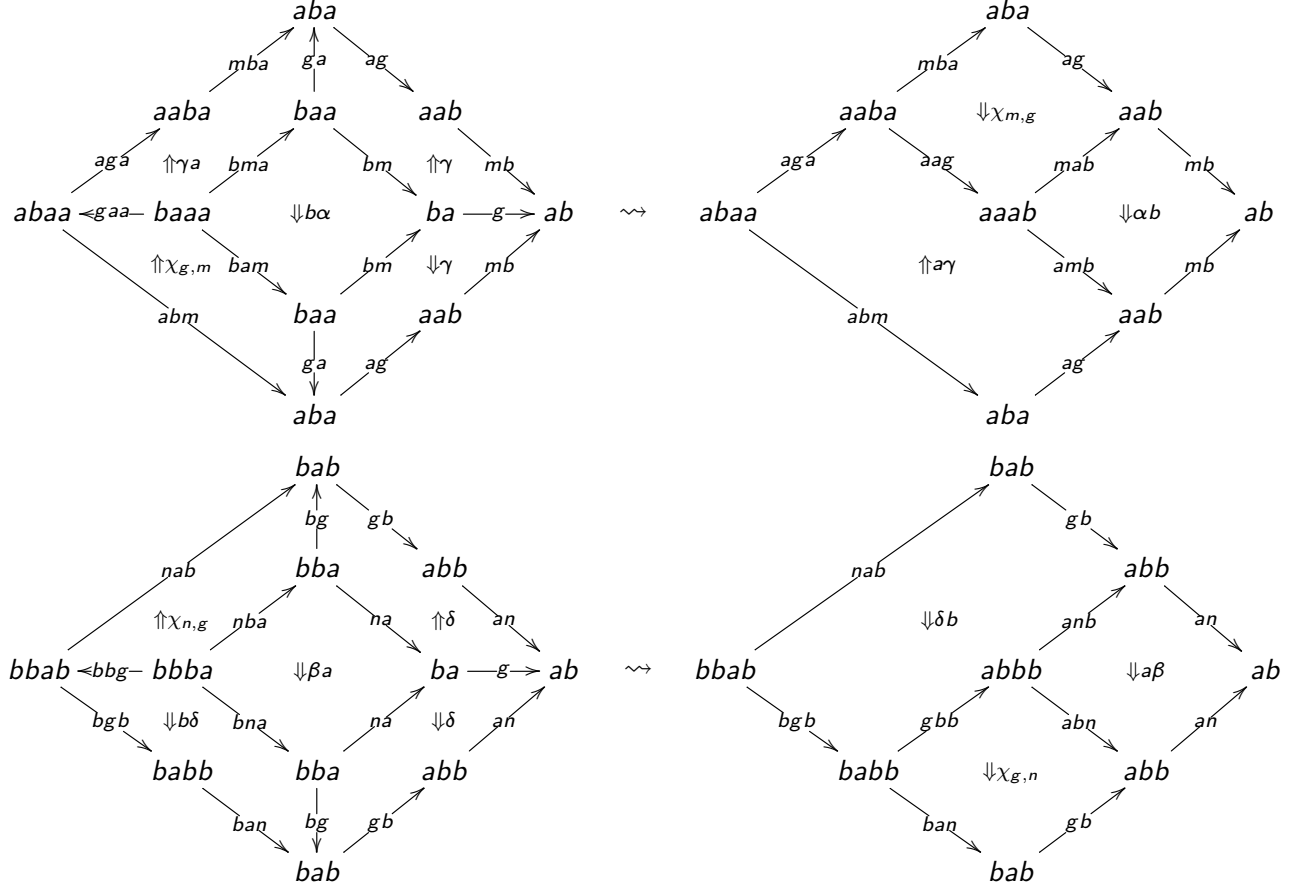 aba aba
mba ga ag mba ag
aaba baa aab aaba ⇓χm,g aab
aga ⇑γa bma bm ⇑γ mb aga aag mab mb
abaa gaa baaa ⇓bα ba g ab ⇝ abaa aaab ⇓αb ab
⇑χg,m bam bm ⇓γ mb ⇑aγ amb mb
abm baa aab abm aab
ga ag ag
aba aba
bab bab
bg gb gb
nab bba abb nab abb
⇑χn,g nba na ⇑δ an ⇓δb anb an
bbab bbg bbba ⇓βa ba g ab ⇝ bbab abbb ⇓aβ ab
bgb ⇓bδ bna na ⇓δ an bgb gbb abn an
babb bba abb babb ⇓χg,n abb
ban bg gb ban gb
bab bab